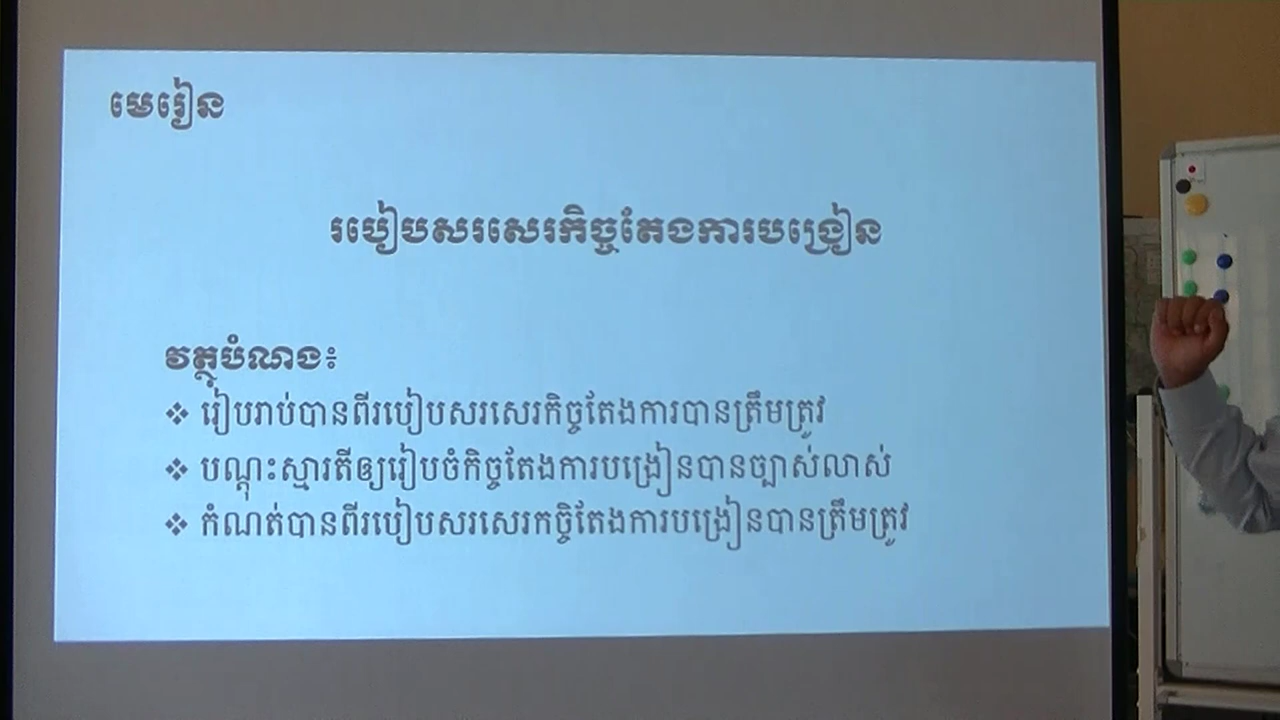 មេរៀន
របៀបសរសេរកិច្ចតែងការបង្រៀន
វត្ថុបំណង៖
❖ រៀបរាប់បានពីរបៀបសរសេរកិច្ចតែងការបានត្រឹមត្រូវ
❖ បណ្តុះស្មារតីឲ្យរៀបចំកិច្ចតែងការបង្រៀនបានច្បាស់លាស់
❖ កំណត់បានពីរបៀបសរសេរកច្ចិតែងការបង្រៀនបានត្រឹមត្រូវ